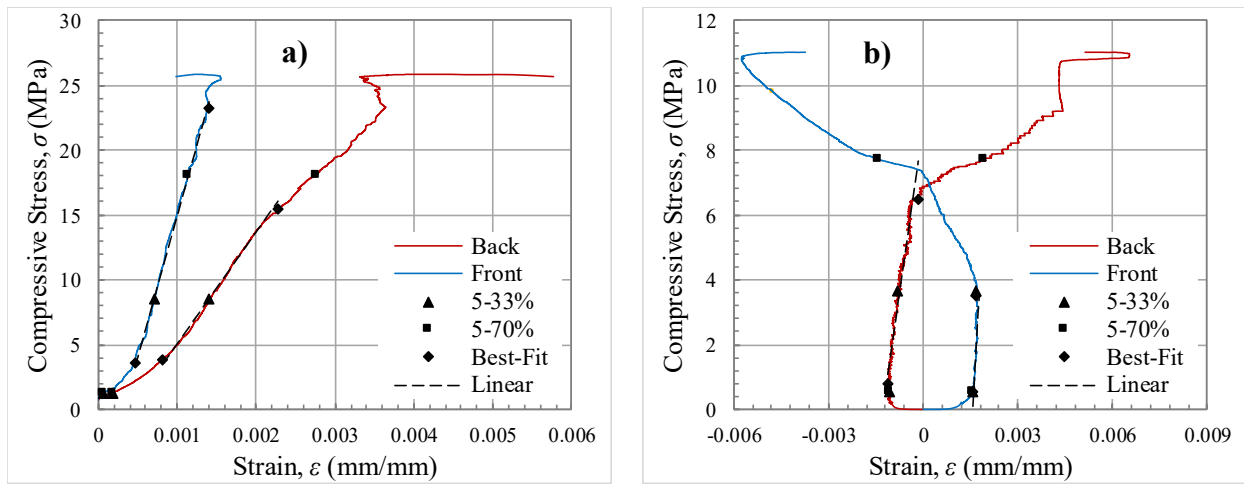 a)
Compressive Stress, σ (MPa)
30
25
20
15
10
5
0
0 0.001 0.002 0.003 0.004 0.005 0.006
Strain, ε (mm/mm)
Back
Front
5-33%
5-70%
Best-Fit
Linear
b)
Compressive Stress, σ (MPa)
12
10
8
6
4
2
0
-0.006 -0.003 0 0.003 0.006 0.009
Strain, ε (mm/mm)
Back
Front
5-33%
5-70%
Best-Fit
Linear